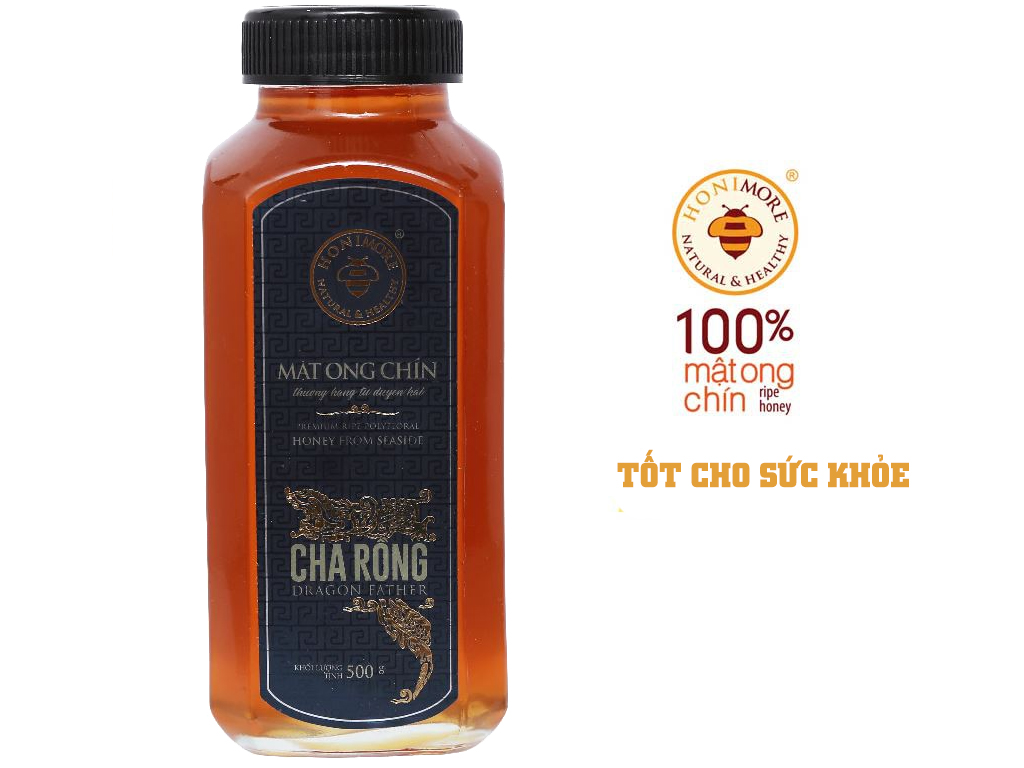 HONIMORE
NATURAL & HEALTHY
®
MẬT ONG CHÍN
thượng hạng từ duyên hải
PREMIUM RIPE POLYFLORAL
HONEY FROM SEASIDE
CHA RỒNG
DRAGON FATHER
KHỐI LƯỢNG
TỊNH 500 g
HONIMORE
NATURAL & HEALTHY
®
100%
mật ong
chín ripe
honey
TỐT CHO SỨC KHỎE